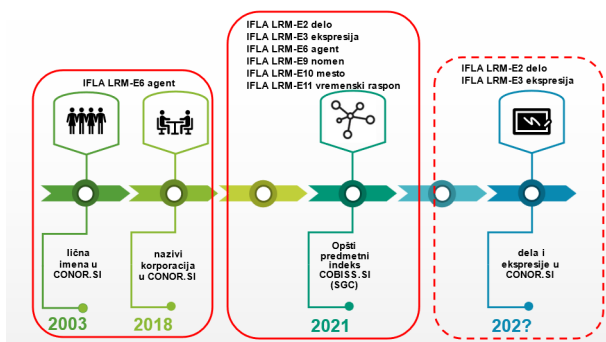 IFLA LRM-E6 agent
lična
imena u
CONOR.SI
2003
nazivi
korporacija
u CONOR.SI
2018
IFLA LRM-E2 delo
IFLA LRM-E3 ekspresija
IFLA LRM-E6 agent
IFLA LRM-E9 nomen
IFLA LRM-E10 mesto
IFLA LRM-E11 vremenski raspon
Opšti
predmetni
indeks
COBISS.SI
(SGC)
2021
IFLA LRM-E2 delo
IFLA LRM-E3 ekspresija
dela i
ekspresije u
CONOR.SI
202?